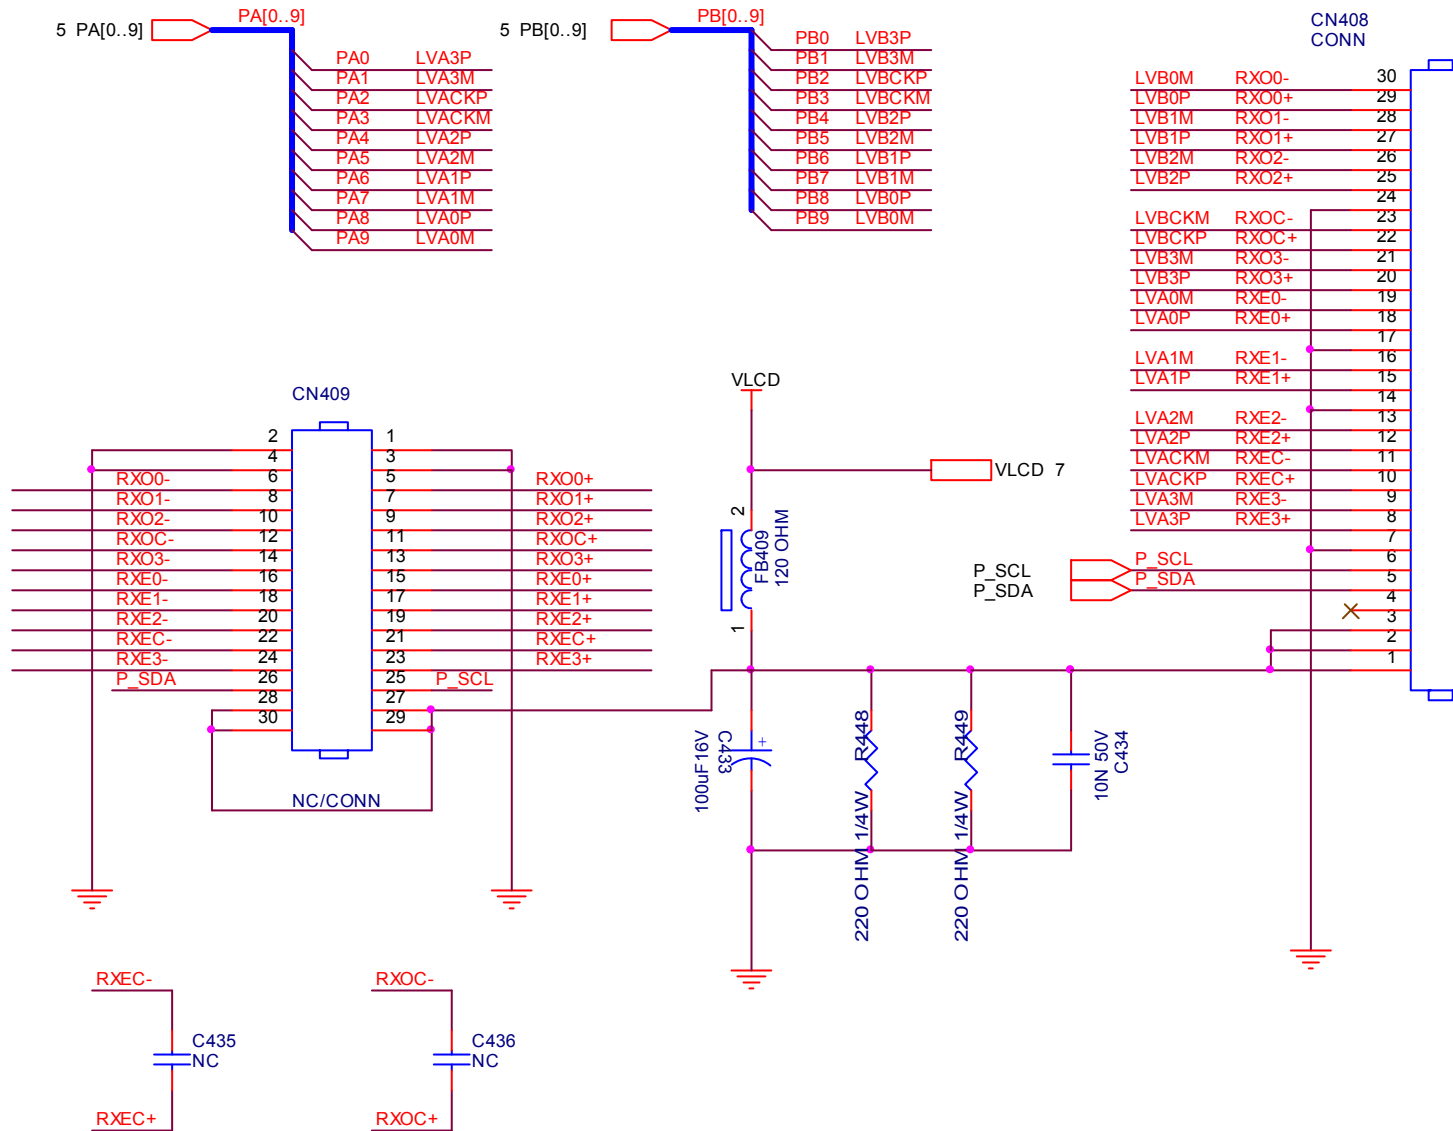 5 PA[0..9] PA[0..9]
PA0 LVA3P
PA1 LVA3M
PA2 LVACKP
PA3 LVACKM
PA4 LVA2P
PA5 LVA2M
PA6 LVA1P
PA7 LVA1M
PA8 LVA0P
PA9 LVA0M
5 PB[0..9] PB[0..9]
PB0 LVB3P
PB1 LVB3M
PB2 LVBCKP
PB3 LVBCKM
PB4 LVB2P
PB5 LVB2M
PB6 LVB1P
PB7 LVB1M
PB8 LVB0P
PB9 LVB0M
CN408
CONN
LVB0M RXO0- 30
LVB0P RXO0+ 29
LVB1M RXO1- 28
LVB1P RXO1+ 27
LVB2M RXO2- 26
LVB2P RXO2+ 25
24
LVBCKM RXOC- 23
LVBCKP RXOC+ 22
LVB3M RXO3- 21
LVB3P RXO3+ 20
LVA0M RXE0- 19
LVA0P RXE0+ 18
17
LVA1M RXE1- 16
LVA1P RXE1+ 15
14
LVA2M RXE2- 13
LVA2P RXE2+ 12
LVACKM RXEC- 11
LVACKP RXEC+ 10
LVA3M RXE3- 9
LVA3P RXE3+ 8
7
P_SCL P_SCL 6
P_SDA P_SDA 5
4
3
2
1
CN409
2 1
4 3
RXO0- 6 5 RXO0+
RXO1- 8 7 RXO1+
RXO2- 10 9 RXO2+
RXOC- 12 11 RXOC+
RXO3- 14 13 RXO3+
RXE0- 16 15 RXE0+
RXE1- 18 17 RXE1+
RXE2- 20 19 RXE2+
RXEC- 22 21 RXEC+
RXE3- 24 23 RXE3+
P_SDA 26 25 P_SCL
28 27
30 29
NC/CONN
VLCD
VLCD 7
2
FB409
120 OHM
1
C433
100uF16V
+
R448
220 OHM 1/4W
R449
220 OHM 1/4W
10N 50V
C434
RXEC-
C435
NC
RXEC+
RXOC-
C436
NC
RXOC+